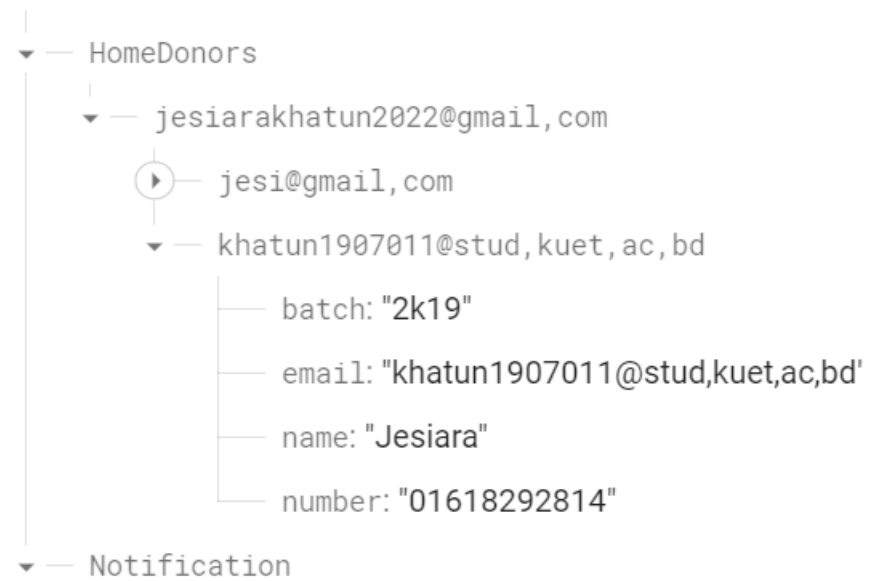 HomeDonors
jesiarakhatun2022@gmail,com
jesi@gmail,com
khatun1907011@stud,kuet,ac,bd
batch: "2k19"
email: "khatun1907011@stud,kuet,ac,bd'
name: "Jesiara"
number: "01618292814"
Notification